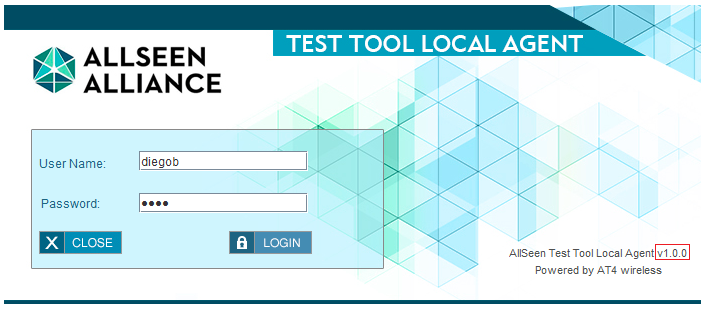 TEST TOOL LOCAL AGENT
ALLSEEN
ALLIANCE
User Name: diegob
Password: ●●●●
X CLOSE LOGIN
AllSeen Test Tool Local Agent v1.0.0
Powered by AT4 wireless